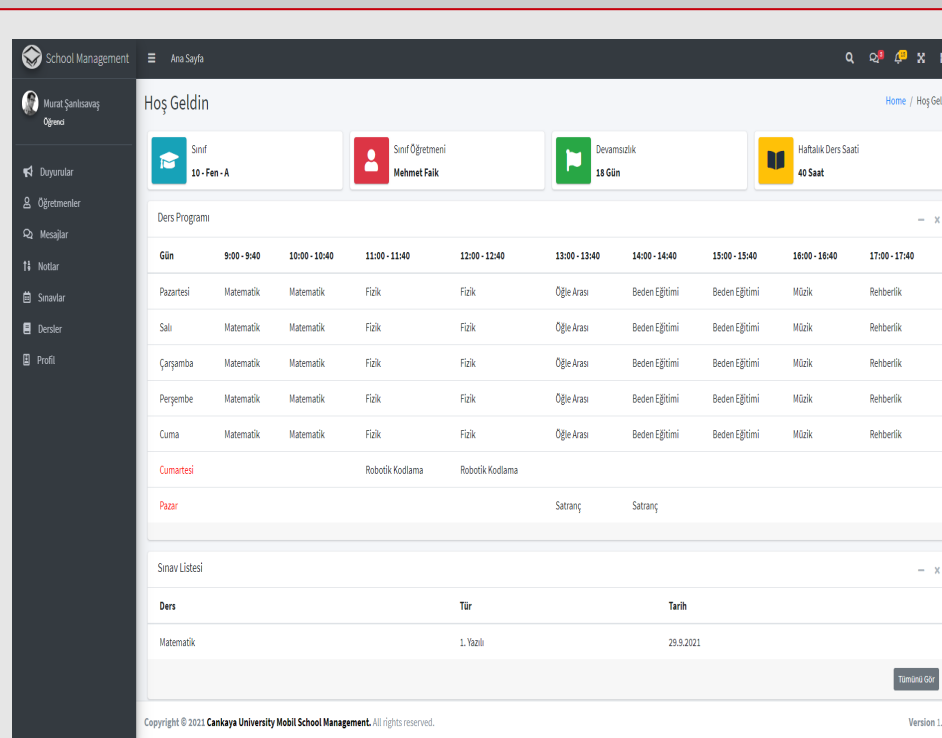 School Management
Ana Sayfa
Murat Şanlısavaş
Öğrenci
Duyurular
Öğretmenler
Mesajlar
Notlar
Sınavlar
Dersler
Profil
Hoş Geldin
Home / Hoş Gel
Sınıf
10 - Fen - A
Sınıf Öğretmeni
Mehmet Faik
Devamsızlık
18 Gün
Haftalık Ders Saati
40 Saat
Ders Programı
Gün 9:00 - 9:40 10:00 - 10:40 11:00 - 11:40 12:00 - 12:40 13:00 - 13:40 14:00 - 14:40 15:00 - 15:40 16:00 - 16:40 17:00 - 17:40
Pazartesi Matematik Matematik Fizik Fizik Öğle Arası Beden Eğitimi Beden Eğitimi Müzik Rehberlik
Salı Matematik Matematik Fizik Fizik Öğle Arası Beden Eğitimi Beden Eğitimi Müzik Rehberlik
Çarşamba Matematik Matematik Fizik Fizik Öğle Arası Beden Eğitimi Beden Eğitimi Müzik Rehberlik
Perşembe Matematik Matematik Fizik Fizik Öğle Arası Beden Eğitimi Beden Eğitimi Müzik Rehberlik
Cuma Matematik Matematik Fizik Fizik Öğle Arası Beden Eğitimi Beden Eğitimi Müzik Rehberlik
Cumartesi Robotik Kodlama Robotik Kodlama
Pazar Satranç Satranç
Sınav Listesi
Ders Tür Tarih
Matematik 1. Yazılı 29.9.2021
Tümünü Gör
Copyright © 2021 Cankaya University Mobil School Management. All rights reserved.
Version 1.